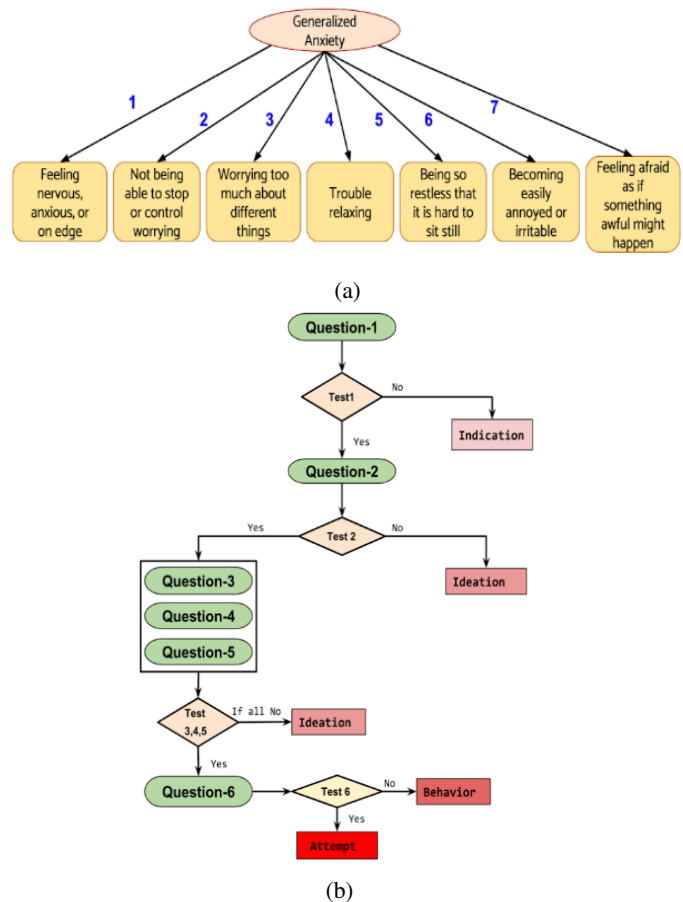 Generalized
Anxiety
1
2
3
4
5
6
7
Feeling
nervous,
anxious, or
on edge
Not being
able to stop
or control
worrying
Worrying too
much about
different
things
Trouble
relaxing
Being so
restless that
it is hard to
sit still
Becoming
easily
annoyed or
irritable
Feeling afraid
as if
something
awful might
happen
(a)
Question-1
Test1
No
Indication
Yes
Question-2
Yes
Test 2
No
Ideation
Question-3
Question-4
Question-5
Test
3,4,5
If all No
Ideation
Yes
Question-6
Test 6
No
Behavior
Yes
Attempt
(b)